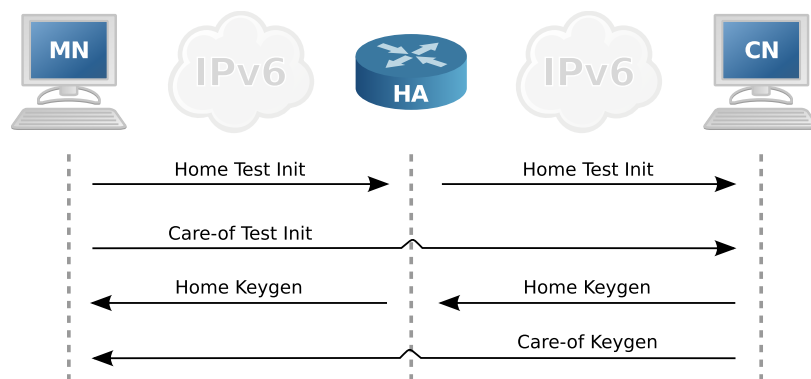 MN
IPv6
HA
IPv6
CN
Home Test Init
Home Test Init
Care-of Test Init
Home Keygen
Home Keygen
Care-of Keygen